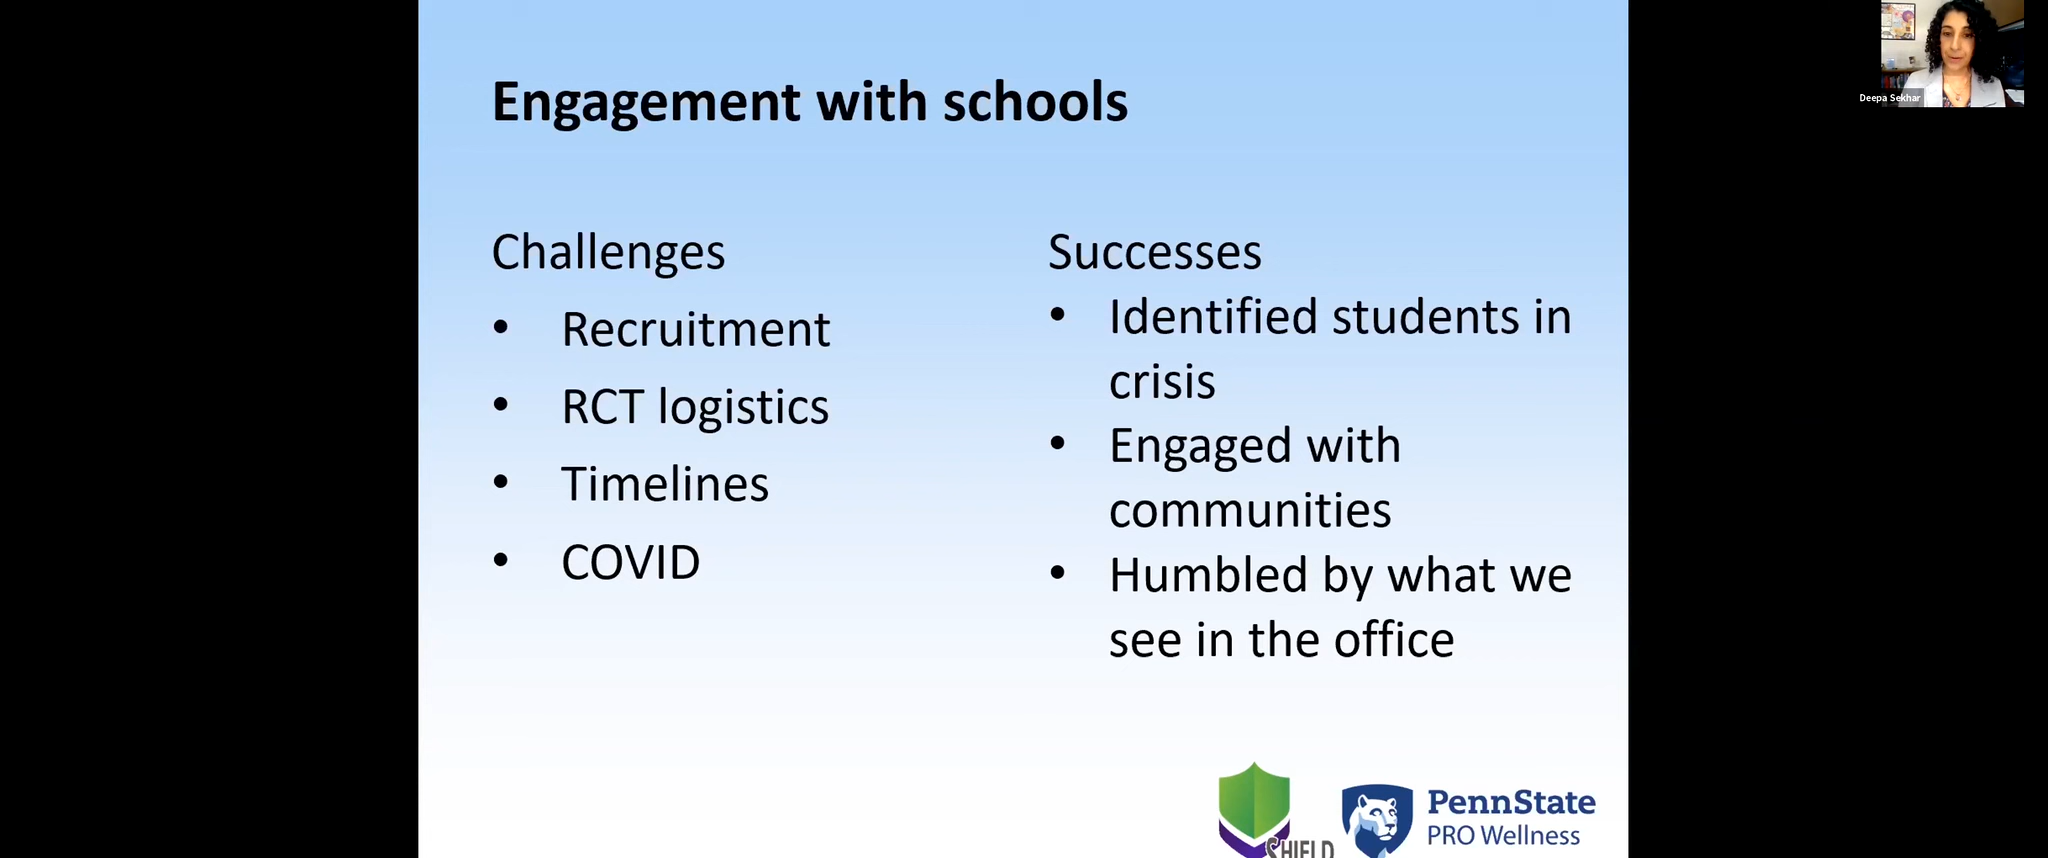 Engagement with schools
Challenges
• Recruitment
• RCT logistics
• Timelines
• COVID
Successes
• Identified students in
crisis
• Engaged with
communities
• Humbled by what we
see in the office
SHIELD
PennState
PRO Wellness
Deepa Sekhar